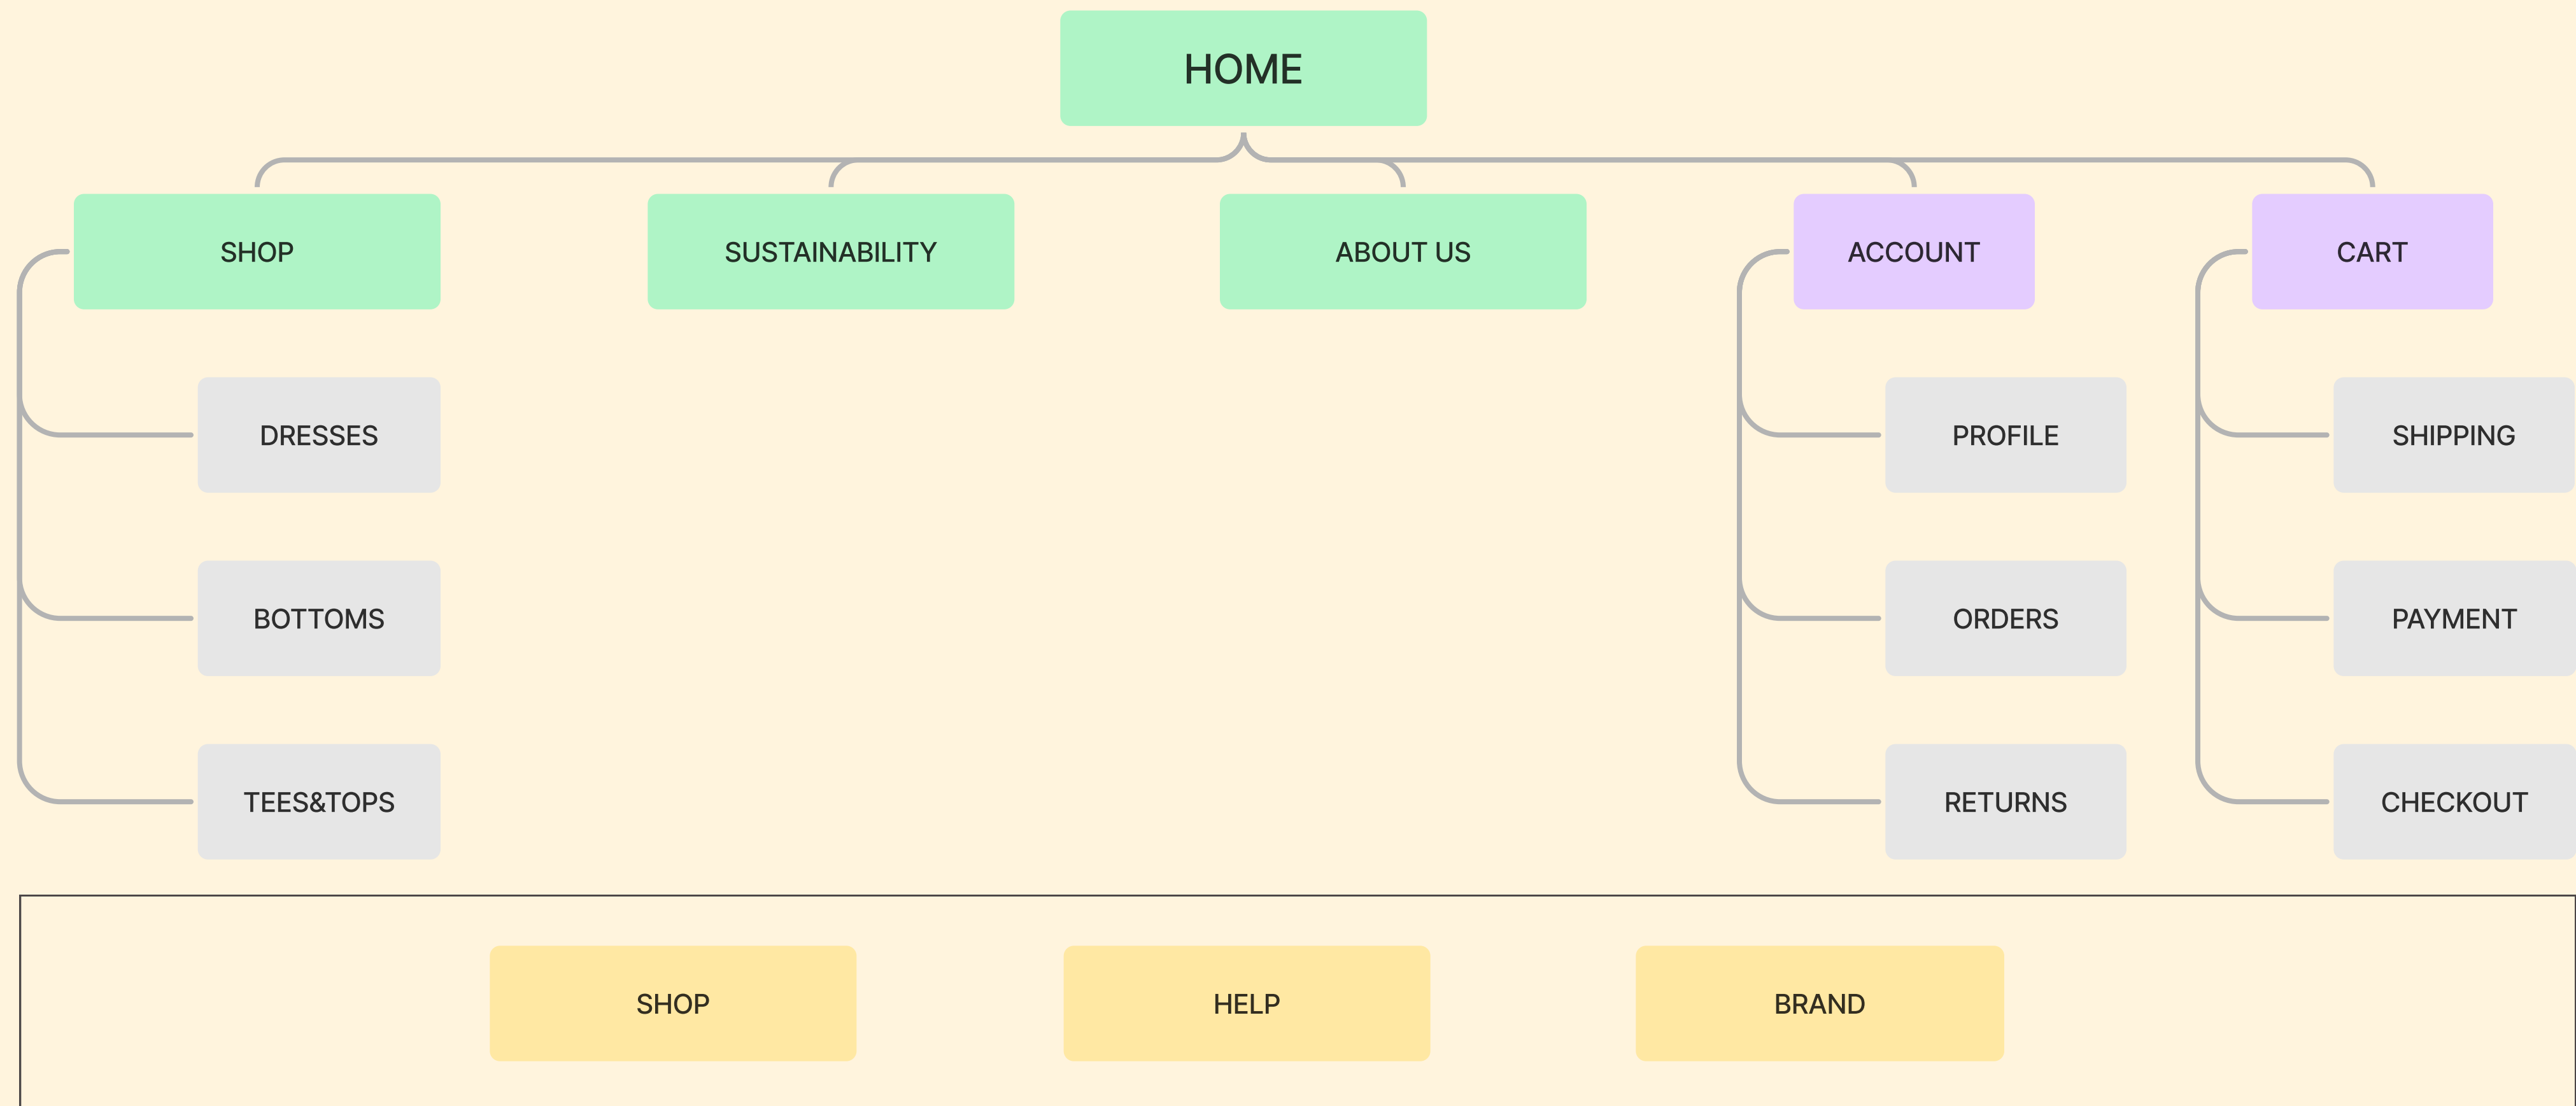 HOME
SHOP
SUSTAINABILITY
ABOUT US
ACCOUNT
CART
DRESSES
PROFILE
SHIPPING
BOTTOMS
ORDERS
PAYMENT
TEES&TOPS
RETURNS
CHECKOUT
SHOP
HELP
BRAND